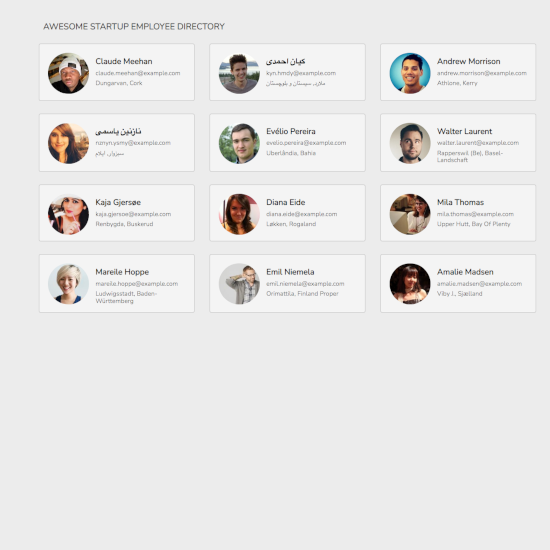 AWESOME STARTUP EMPLOYEE DIRECTORY
Claude Meehan
claude.meehan@example.com
Dungarvan, Cork
کیان احمدی
kyn.hmdy@example.com
ملایر, سیستان و بلوچستان
Andrew Morrison
andrew.morrison@example.com
Athlone, Kerry
نازنین یاسمی
nznyn.ysmy@example.com
سبزوار, ایلام
Evélio Pereira
evelio.pereira@example.com
Uberlândia, Bahia
Walter Laurent
walter.laurent@example.com
Rapperswil (Be), Basel-
Landschaft
Kaja Gjersøe
kaja.gjersoe@example.com
Renbygda, Buskerud
Diana Eide
diana.eide@example.com
Løkken, Rogaland
Mila Thomas
mila.thomas@example.com
Upper Hutt, Bay Of Plenty
Mareile Hoppe
mareile.hoppe@example.com
Ludwigsstadt, Baden-
Württemberg
Emil Niemela
emil.niemela@example.com
Orimattila, Finland Proper
Amalie Madsen
amalie.madsen@example.com
Viby J., Sjælland